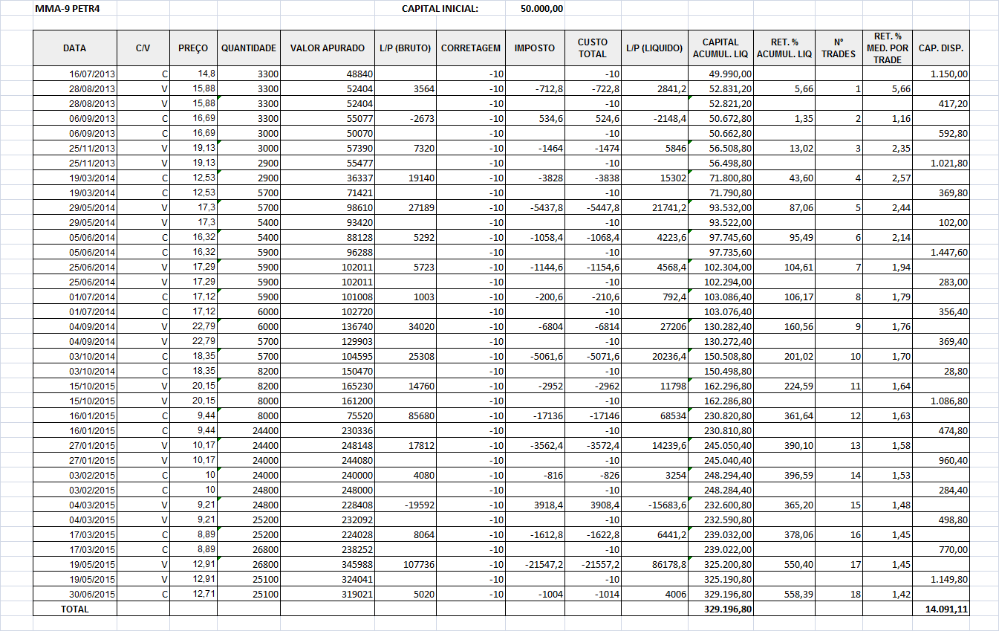 MMA-9 PETR4 CAPITAL INICIAL: 50.000,00
DATA C/V PREÇO QUANTIDADE VALOR APURADO L/P (BRUTO) CORRETAGEM IMPOSTO CUSTO TOTAL L/P (LIQUIDO) CAPITAL ACUMUL. LIQ RET. % ACUMUL. LIQ Nº TRADES RET. % MED. POR TRADE CAP. DISP.
16/07/2013 C 14,8 3300 48840 -10 -10 49.990,00 1.150,00
28/08/2013 V 15,88 3300 52404 3564 -10 -712,8 -722,8 2841,2 52.831,20 5,66 1 5,66
28/08/2013 V 15,88 3300 52404 -10 -10 52.821,20 417,20
06/09/2013 C 16,69 3300 55077 -2673 -10 534,6 524,6 -2148,4 50.672,80 1,35 2 1,16
06/09/2013 C 16,69 3000 50070 -10 -10 50.662,80 592,80
25/11/2013 V 19,13 3000 57390 7320 -10 -1464 -1474 5846 56.508,80 13,02 3 2,35
25/11/2013 V 19,13 2900 55477 -10 -10 56.498,80 1.021,80
19/03/2014 C 12,53 2900 36337 19140 -10 -3828 -3838 15302 71.800,80 43,60 4 2,57
19/03/2014 C 12,53 5700 71421 -10 -10 71.790,80 369,80
29/05/2014 V 17,3 5700 98610 27189 -10 -5437,8 -5447,8 21741,2 93.532,00 87,06 5 2,44
29/05/2014 V 17,3 5400 93420 -10 -10 93.522,00 102,00
05/06/2014 C 16,32 5400 88128 5292 -10 -1058,4 -1068,4 4223,6 97.745,60 95,49 6 2,14
05/06/2014 C 16,32 5900 96288 -10 -10 97.735,60 1.447,60
25/06/2014 V 17,29 5900 102011 5723 -10 -1144,6 -1154,6 4568,4 102.304,00 104,61 7 1,94
25/06/2014 V 17,29 5900 102011 -10 -10 102.294,00 283,00
01/07/2014 C 17,12 5900 101008 1003 -10 -200,6 -210,6 792,4 103.086,40 106,17 8 1,79
01/07/2014 C 17,12 6000 102720 -10 -10 103.076,40 356,40
04/09/2014 V 22,79 6000 136740 34020 -10 -6804 -6814 27206 130.282,40 160,56 9 1,76
04/09/2014 V 22,79 5700 129903 -10 -10 130.272,40 369,40
03/10/2014 C 18,35 5700 104595 25308 -10 -5061,6 -5071,6 20236,4 150.508,80 201,02 10 1,70
03/10/2014 C 18,35 8200 150470 -10 -10 150.498,80 28,80
15/10/2015 V 20,15 8200 165230 14760 -10 -2952 -2962 11798 162.296,80 224,59 11 1,64
15/10/2015 V 20,15 8000 161200 -10 -10 162.286,80 1.086,80
16/01/2015 C 9,44 8000 75520 85680 -10 -17136 -17146 68534 230.820,80 361,64 12 1,63
16/01/2015 C 9,44 24400 230336 -10 -10 230.810,80 474,80
27/01/2015 V 10,17 24400 248148 17812 -10 -3562,4 -3572,4 14239,6 245.050,40 390,10 13 1,58
27/01/2015 V 10,17 24000 244080 -10 -10 245.040,40 960,40
03/02/2015 C 10 24000 240000 4080 -10 -816 -826 3254 248.294,40 396,59 14 1,53
03/02/2015 C 10 24800 248000 -10 -10 248.284,40 284,40
04/03/2015 V 9,21 24800 228408 -19592 -10 3918,4 3908,4 -15683,6 232.600,80 365,20 15 1,48
04/03/2015 V 9,21 25200 232092 -10 -10 232.590,80 498,80
17/03/2015 C 8,89 25200 224028 8064 -10 -1612,8 -1622,8 6441,2 239.032,00 378,06 16 1,45
17/03/2015 C 8,89 26800 238252 -10 -10 239.022,00 770,00
19/05/2015 V 12,91 26800 345988 107736 -10 -21547,2 -21557,2 86178,8 325.200,80 550,40 17 1,45
19/05/2015 V 12,91 25100 324041 -10 -10 325.190,80 1.149,80
30/06/2015 C 12,71 25100 319021 5020 -10 -1004 -1014 4006 329.196,80 558,39 18 1,42
TOTAL 329.196,80 14.091,11